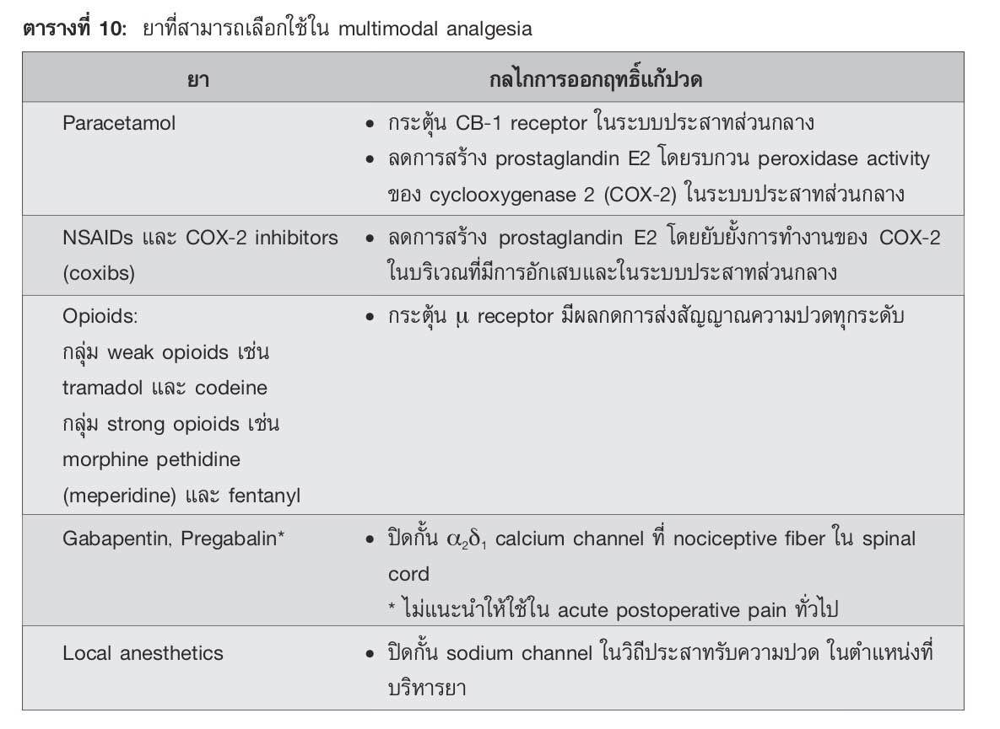 ตารางที่ 10: ยาที่สามารถเลือกใช้ใน multimodal analgesia
ยา กลไกการออกฤทธิ์แก้ปวด
Paracetamol • กระตุ้น CB-1 receptor ในระบบประสาทส่วนกลาง
• ลดการสร้าง prostaglandin E2 โดยรบกวน peroxidase activity
ของ cyclooxygenase 2 (COX-2) ในระบบประสาทส่วนกลาง
NSAIDs และ COX-2 inhibitors • ลดการสร้าง prostaglandin E2 โดยยับยั้งการทำงานของ COX-2
(coxibs) ในบริเวณที่มีการอักเสบและในระบบประสาทส่วนกลาง
Opioids: • กระตุ้น μ receptor มีผลกดการส่งสัญญาณความปวดทุกระดับ
กลุ่ม weak opioids เช่น
tramadol และ codeine
กลุ่ม strong opioids เช่น
morphine pethidine
(meperidine) และ fentanyl
Gabapentin, Pregabalin* • ปิดกั้น α₂δ₁ calcium channel ที่ nociceptive fiber ใน spinal
cord
* ไม่แนะนำให้ใช้ใน acute postoperative pain ทั่วไป
Local anesthetics • ปิดกั้น sodium channel ในวิถีประสาทรับความปวด ในตำแหน่งที่
บริหารยา